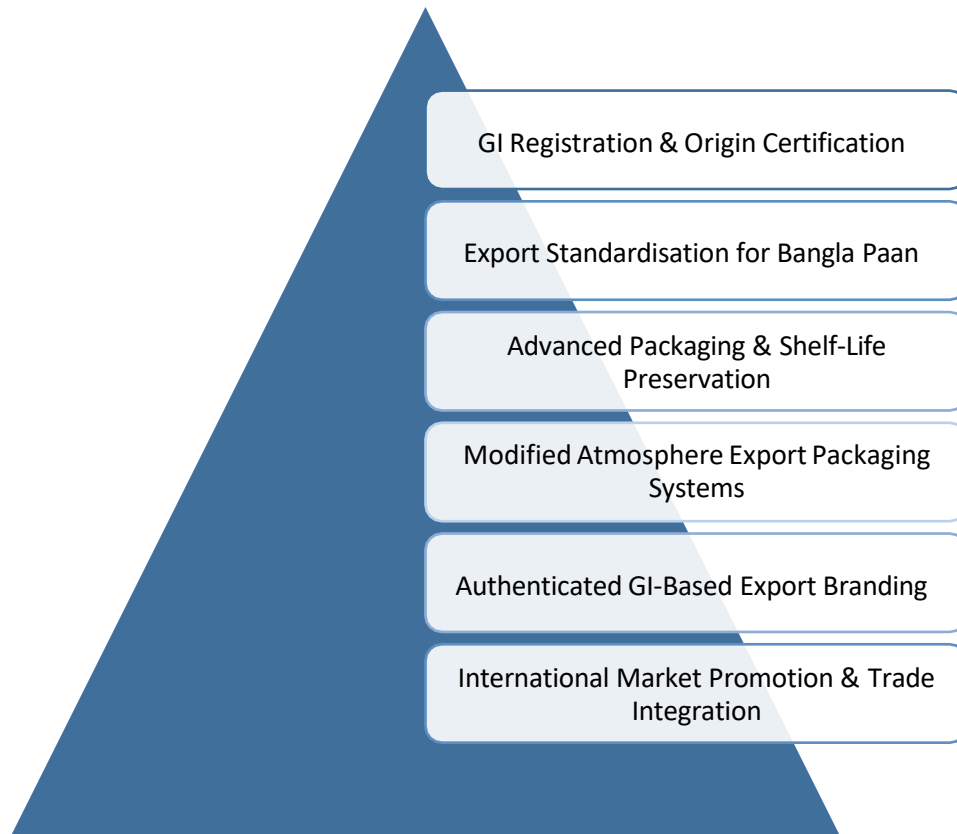 GI Registration & Origin Certification
Export Standardisation for Bangla Paan
Advanced Packaging & Shelf-Life
Preservation
Modified Atmosphere Export Packaging
Systems
Authenticated GI-Based Export Branding
International Market Promotion & Trade
Integration